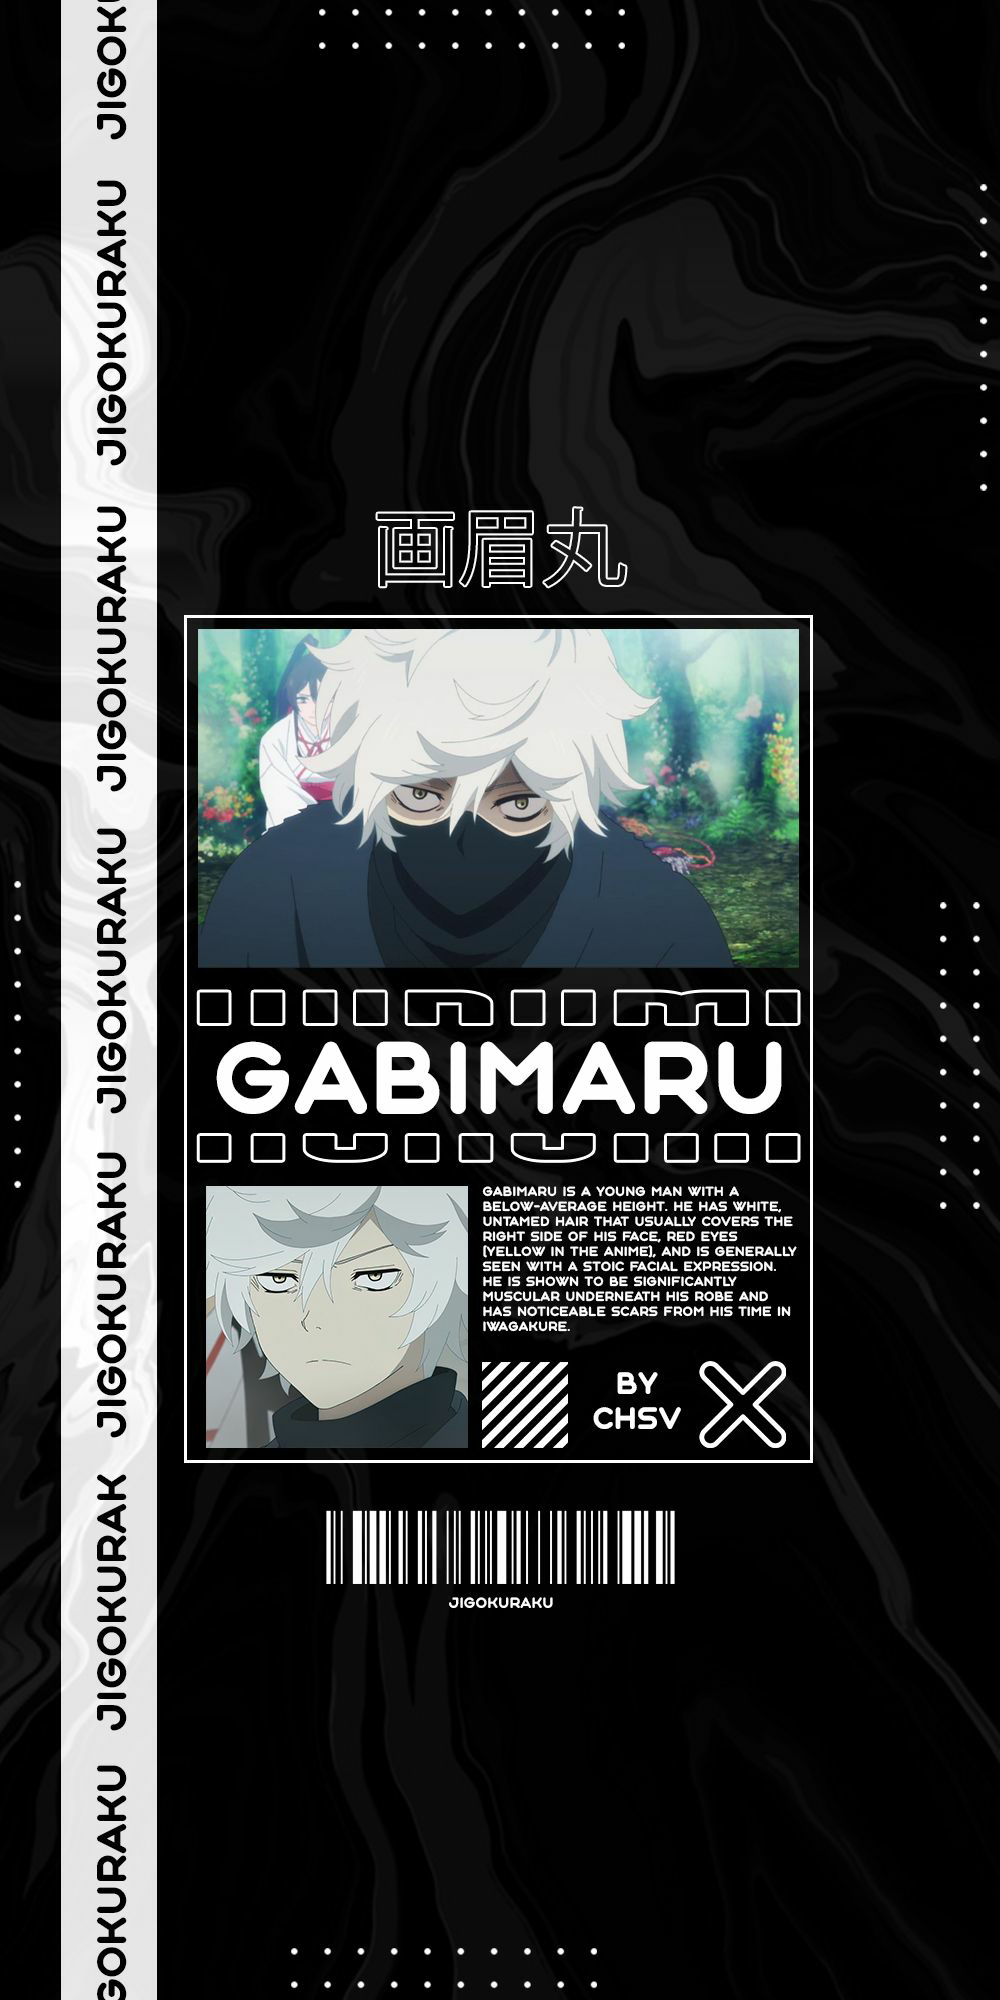 JIGOKU
JIGOKURAKU
JIGOKURAKU
JIGOKURAKU
JIGOKURAKU
JIGOKURAK
GOKURAKU
画眉丸
GABIMARU
GABIMARU IS A YOUNG MAN WITH A
BELOW-AVERAGE HEIGHT. HE HAS WHITE,
UNTAMED HAIR THAT USUALLY COVERS THE
RIGHT SIDE OF HIS FACE, RED EYES
(YELLOW IN THE ANIME), AND IS GENERALLY
SEEN WITH A STOIC FACIAL EXPRESSION.
HE IS SHOWN TO BE SIGNIFICANTLY
MUSCULAR UNDERNEATH HIS ROBE AND
HAS NOTICEABLE SCARS FROM HIS TIME IN
IWAGAKURE.
BY
CHSV
JIGOKURAKU